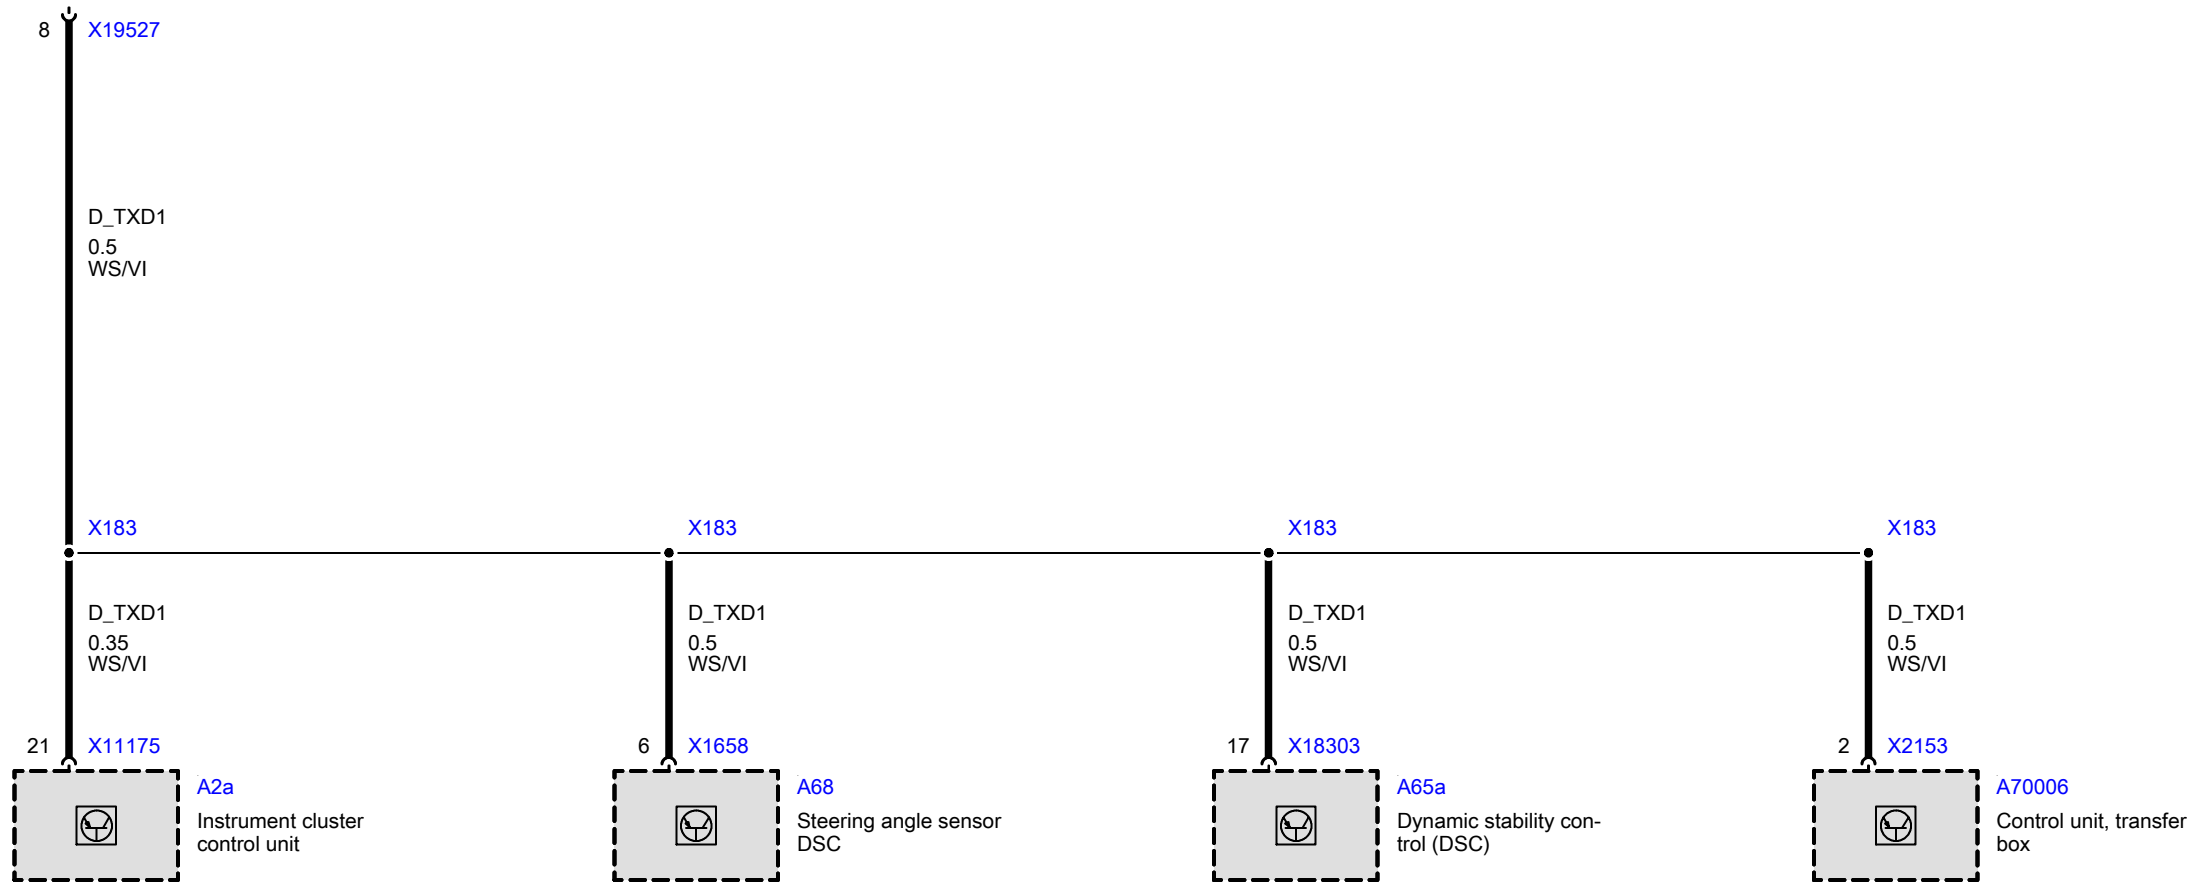 8 X19527
D_TXD1
0.5
WS/VI
X183 X183 X183 X183
D_TXD1 D_TXD1 D_TXD1 D_TXD1
0.35 0.5 0.5 0.5
WS/VI WS/VI WS/VI WS/VI
21 X11175 6 X1658 17 X18303 2 X2153
A2a A68 A65a A70006
Instrument cluster Steering angle sensor Dynamic stability con- Control unit, transfer
control unit DSC trol (DSC) box